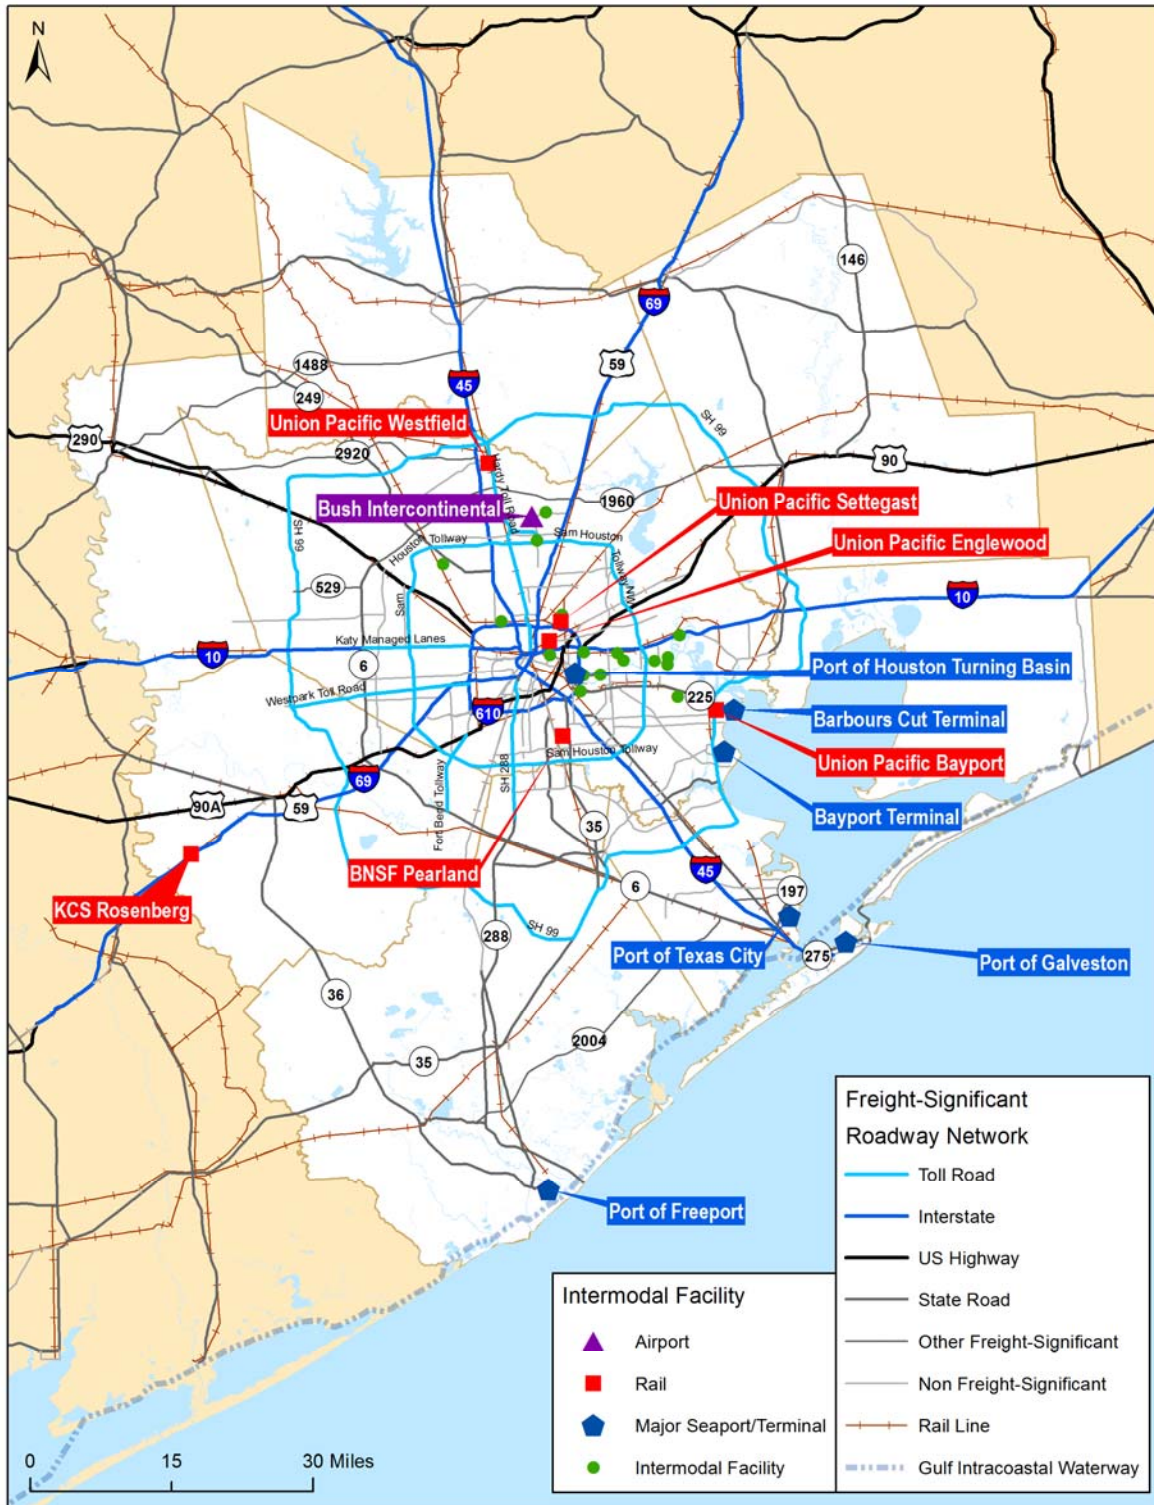 N
146
69
59
1488
45
249
Union Pacific Westfield
SH 99
290
2920
90
Hardy Toll Road
1960
Union Pacific Settegast
Bush Intercontinental
SH 99
Houston Tollway
Sam Houston
Union Pacific Englewood
Tollway NW
529
Sam
10
Katy Managed Lanes
10
6
Port of Houston Turning Basin
Westpark Toll Road
225
610
Barbours Cut Terminal
Sam Houston Tollway
Union Pacific Bayport
SH 288
69
90A
59
Fort Bend Tollway
35
Bayport Terminal
BNSF Pearland
45
6
197
KCS Rosenberg
SH 99
288
Port of Texas City
275
Port of Galveston
36
35
2004
Port of Freeport
Freight-Significant
Roadway Network
Toll Road
Interstate
US Highway
State Road
Other Freight-Significant
Non Freight-Significant
Rail Line
Gulf Intracoastal Waterway
Intermodal Facility
Airport
Rail
Major Seaport/Terminal
Intermodal Facility
0 15 30 Miles